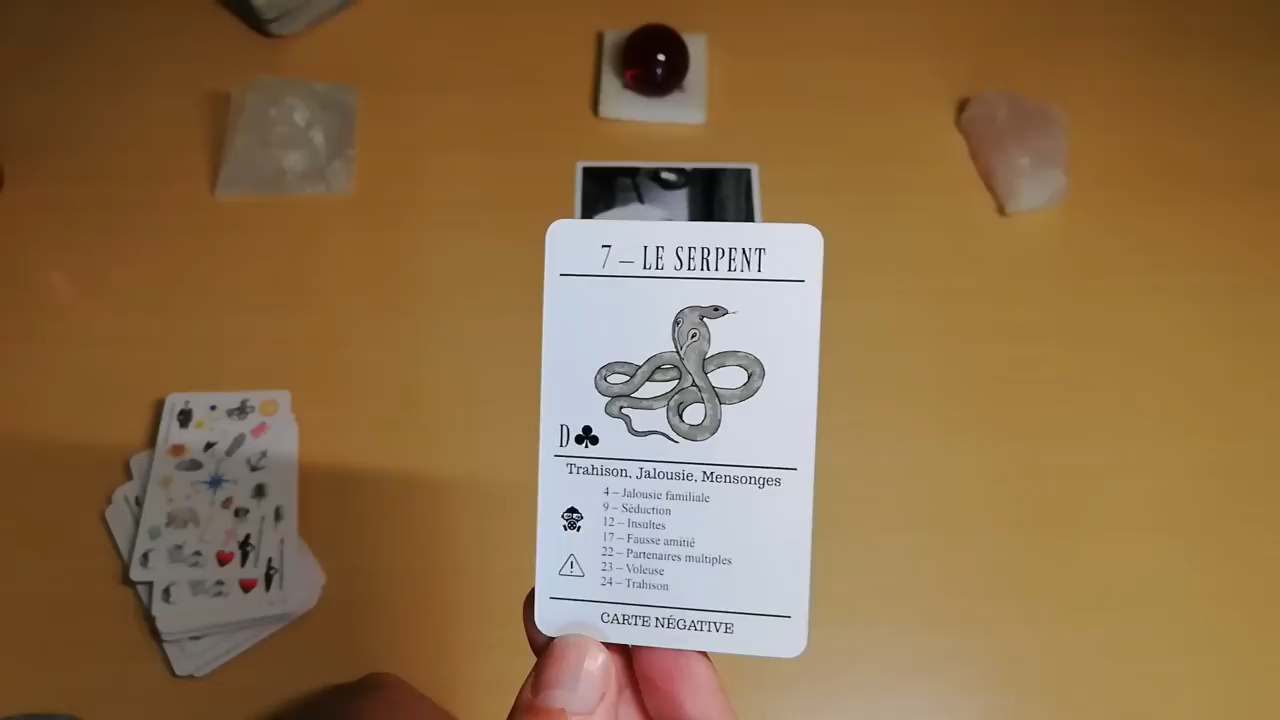 7 – LE SERPENT
D♣
Trahison, Jalousie, Mensonges
4 – Jalousie familiale
9 – Séduction
12 – Insultes
17 – Fausse amitié
22 – Partenaires multiples
23 – Voleuse
24 – Trahison
CARTE NÉGATIVE